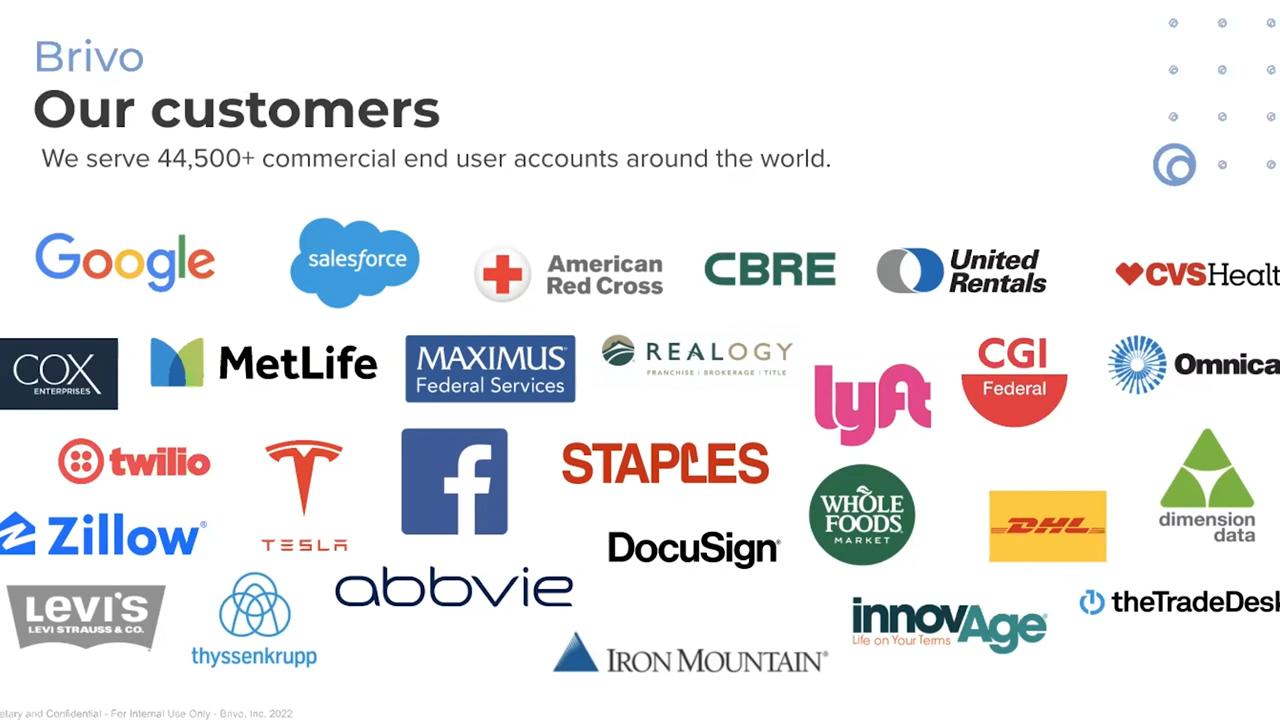 Brivo
Our customers
We serve 44,500+ commercial end user accounts around the world.
Google
salesforce
American
Red Cross
CBRE
United
Rentals
CVSHealt
COX
ENTERPRISES
MetLife
MAXIMUS
Federal Services
REALOGY
FRANCHISE | BROKERAGE | TITLE
lyft
CGI
Federal
Omnica
twilio
TESLA
f
STAPLES
WHOLE
FOODS
MARKET
DHL
dimension
data
Zillow®
DocuSign®
abbvie
LEVI'S
LEVI STRAUSS & CO.
thyssenkrupp
IRON MOUNTAIN®
innovAge®
Life on Your Terms
theTradeDesk
etary and Confidential - For Internal Use Only - Brivo, Inc. 2022